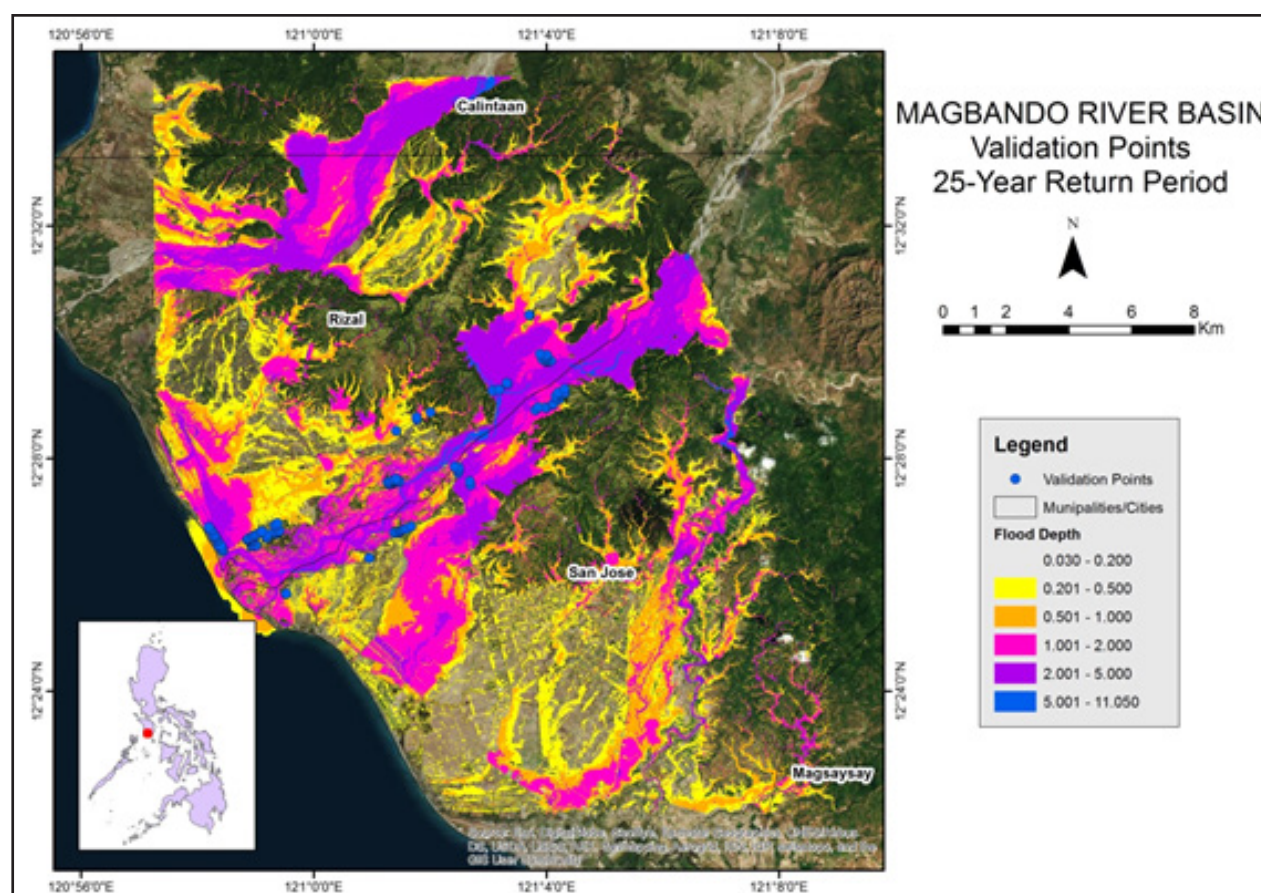 120°56'0"E
121°0'0"E
121°4'0"E
121°8'0"E
MAGBANDO RIVER BASIN
Validation Points
25-Year Return Period
N
0 1 2 4 6 8
Km
Calintaan
Rizal
San Jose
Magsaysay
12°32'0"N
12°28'0"N
12°24'0"N
12°32'0"N
12°28'0"N
12°24'0"N
Legend
Validation Points
Munipalities/Cities
Flood Depth
0.030 - 0.200
0.201 - 0.500
0.501 - 1.000
1.001 - 2.000
2.001 - 5.000
5.001 - 11.050
GIS User Community
120°56'0"E
121°0'0"E
121°4'0"E
121°8'0"E